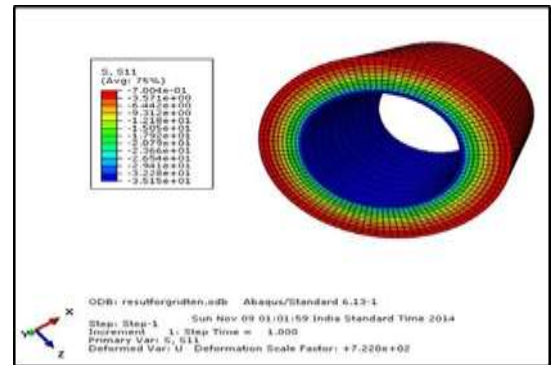 S, S11
(Avg: 75%)
-7.004e-01
-3.571e+00
-6.442e+00
-9.312e+00
-1.218e+01
-1.505e+01
-1.792e+01
-2.079e+01
-2.366e+01
-2.654e+01
-2.941e+01
-3.228e+01
-3.515e+01
X
Y
Z
ODB: resultforgridten.odb Abaqus/Standard 6.13-1
Sun Nov 09 01:01:59 India Standard Time 2014
Step: Step-1
Increment 1: Step Time = 1.000
Primary Var: S, S11
Deformed Var: U Deformation Scale Factor: +7.220e+02